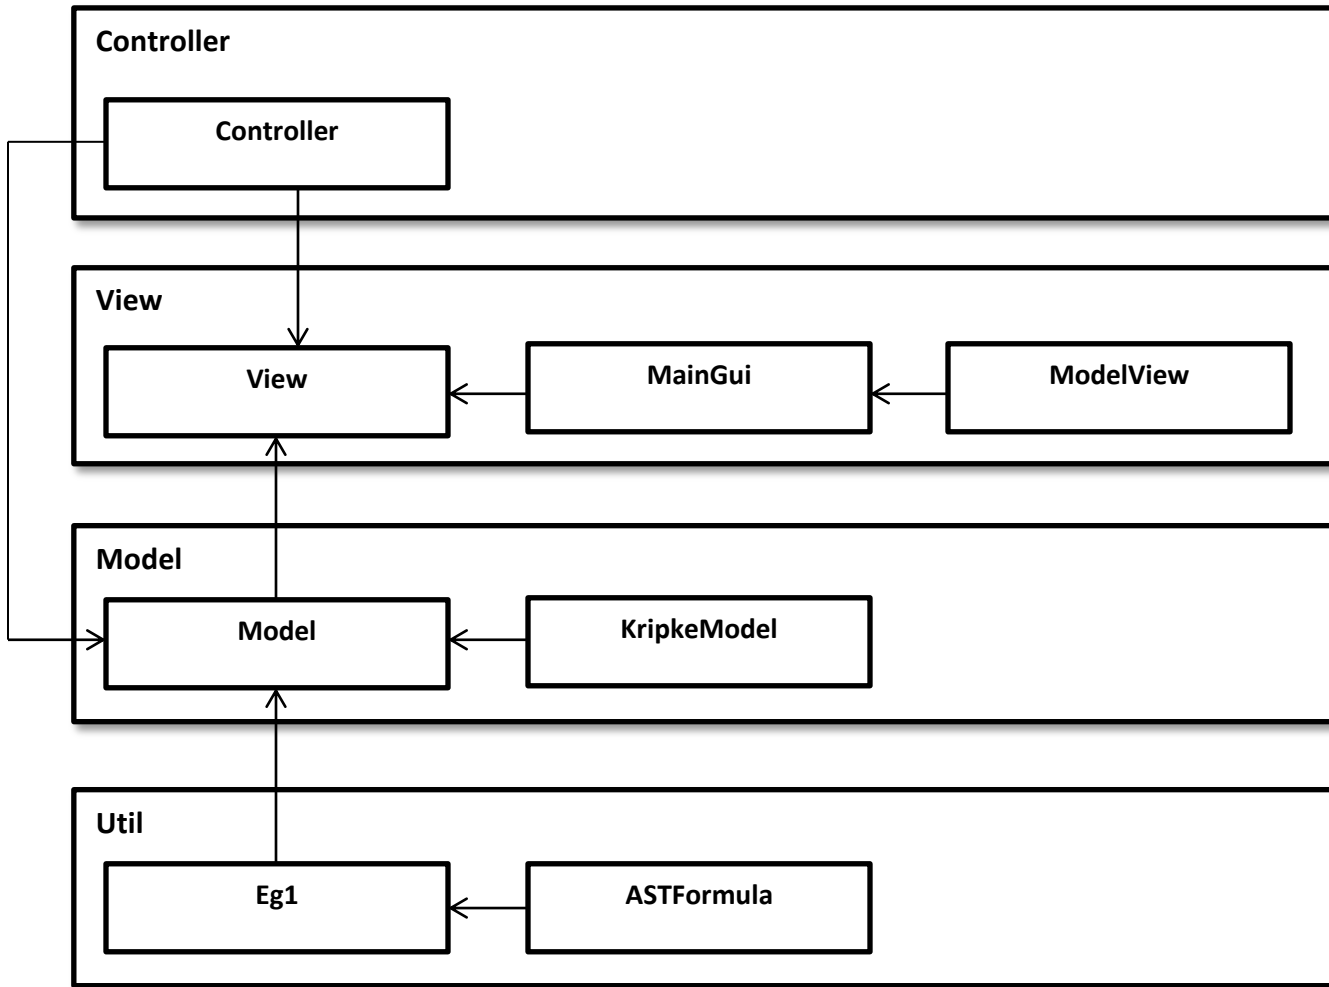 Controller
Controller
View
View
MainGui
ModelView
Model
Model
KripkeModel
Util
Eg1
ASTFormula